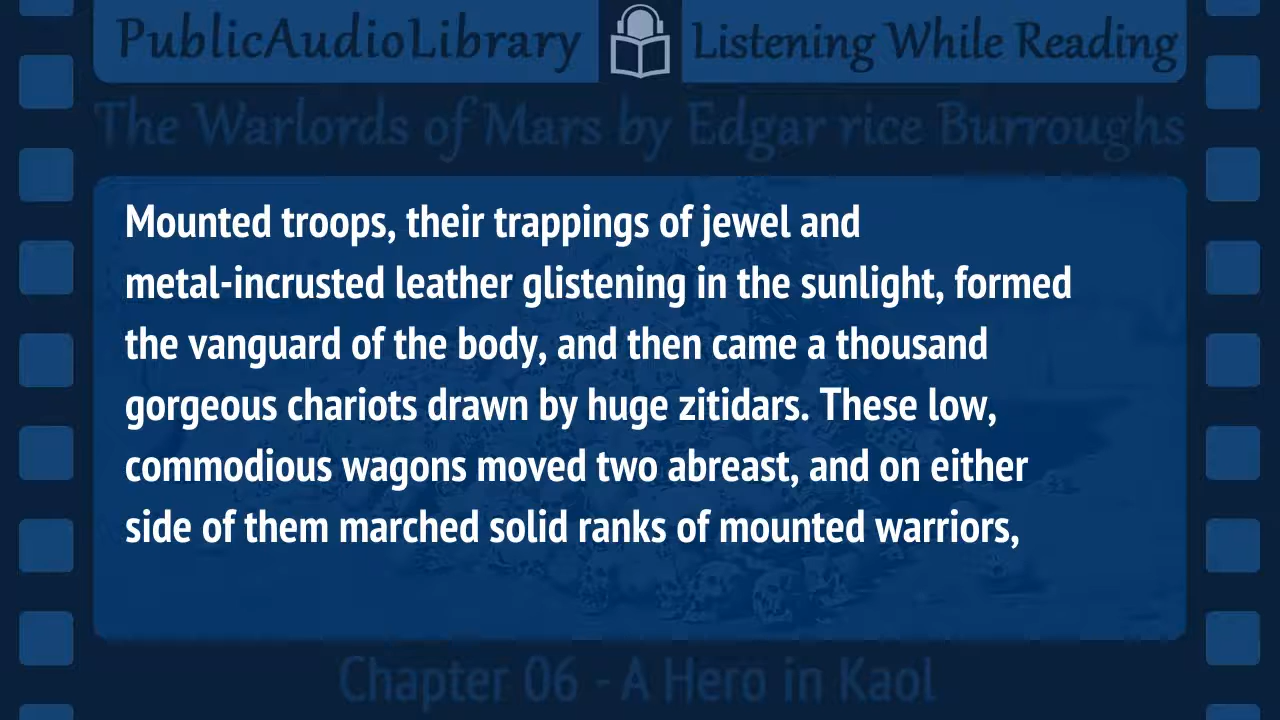 PublicAudioLibrary Listening While Reading
The Warlords of Mars by Edgar rice Burroughs
Mounted troops, their trappings of jewel and
metal-incrusted leather glistening in the sunlight, formed
the vanguard of the body, and then came a thousand
gorgeous chariots drawn by huge zitidars. These low,
commodious wagons moved two abreast, and on either
side of them marched solid ranks of mounted warriors,
Chapter 06 - A Hero in Kaol